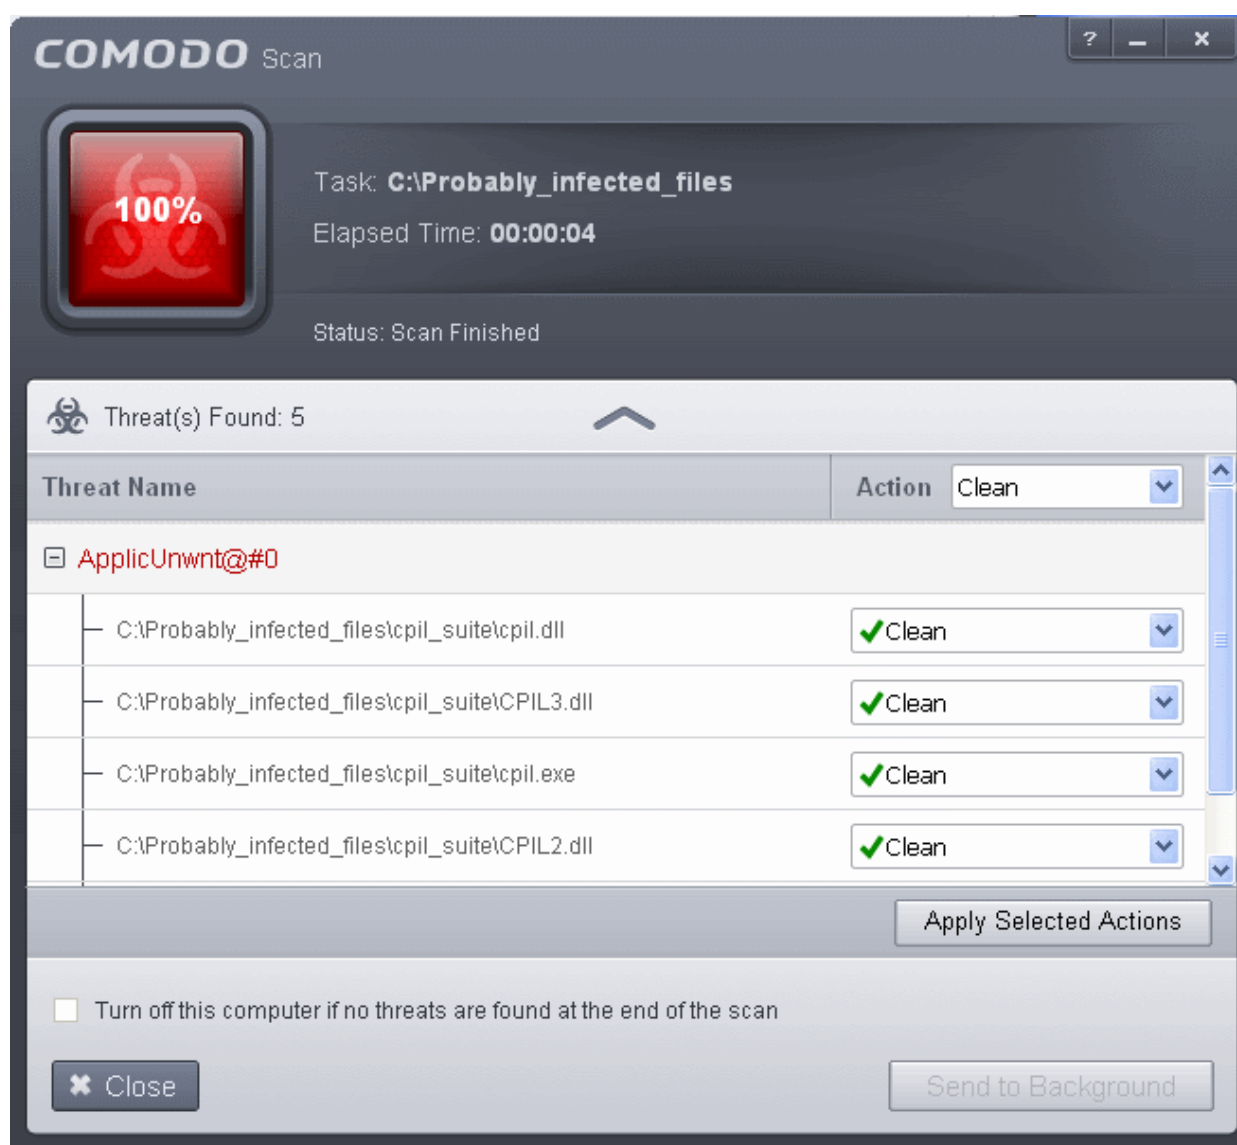 COMODO Scan
?
100%
Task: C:\Probably_infected_files
Elapsed Time: 00:00:04
Status: Scan Finished
Threat(s) Found: 5
Threat Name Action Clean
ApplicUnwnt@#0
C:\Probably_infected_files\cpil_suite\cpil.dll Clean
C:\Probably_infected_files\cpil_suite\CPIL3.dll Clean
C:\Probably_infected_files\cpil_suite\cpil.exe Clean
C:\Probably_infected_files\cpil_suite\CPIL2.dll Clean
Apply Selected Actions
Turn off this computer if no threats are found at the end of the scan
Close Send to Background